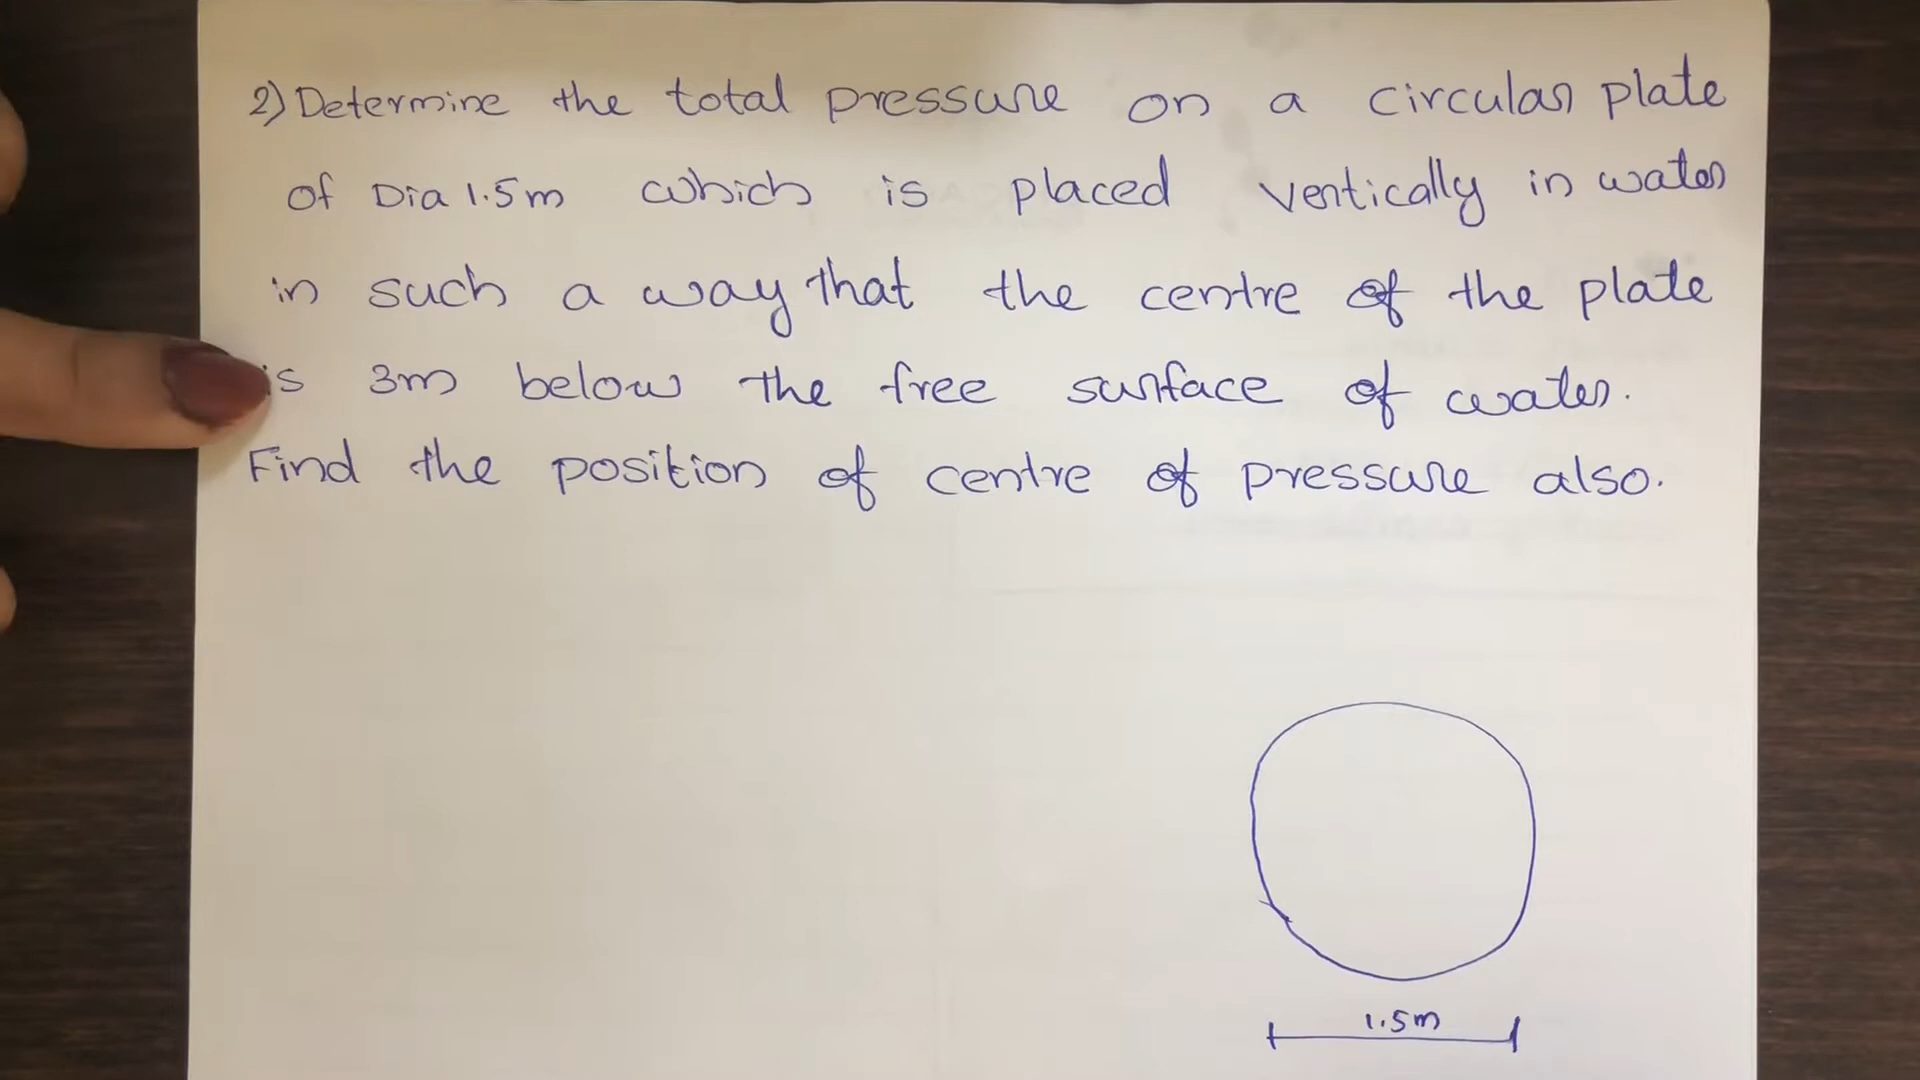 2) Determine the total pressure on a circular plate
of Dia 1.5m which is placed vertically in water
in such a way that the centre of the plate
is 3m below the free surface of water.
Find the position of centre of pressure also.
1.5m